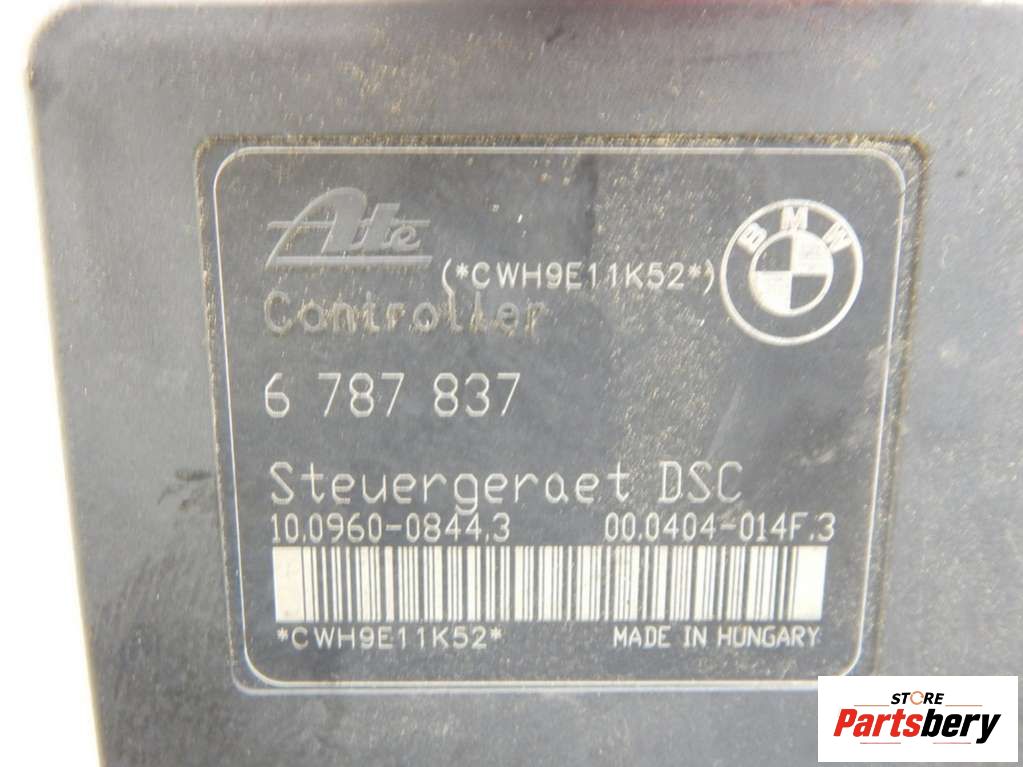 Ate
BMW
(*CWH9E11K52*)
Controller
6 787 837
Steuergeraet DSC
10.0960-0844.3 00.0404-014F.3
*CWH9E11K52* MADE IN HUNGARY
STORE
Partsbery